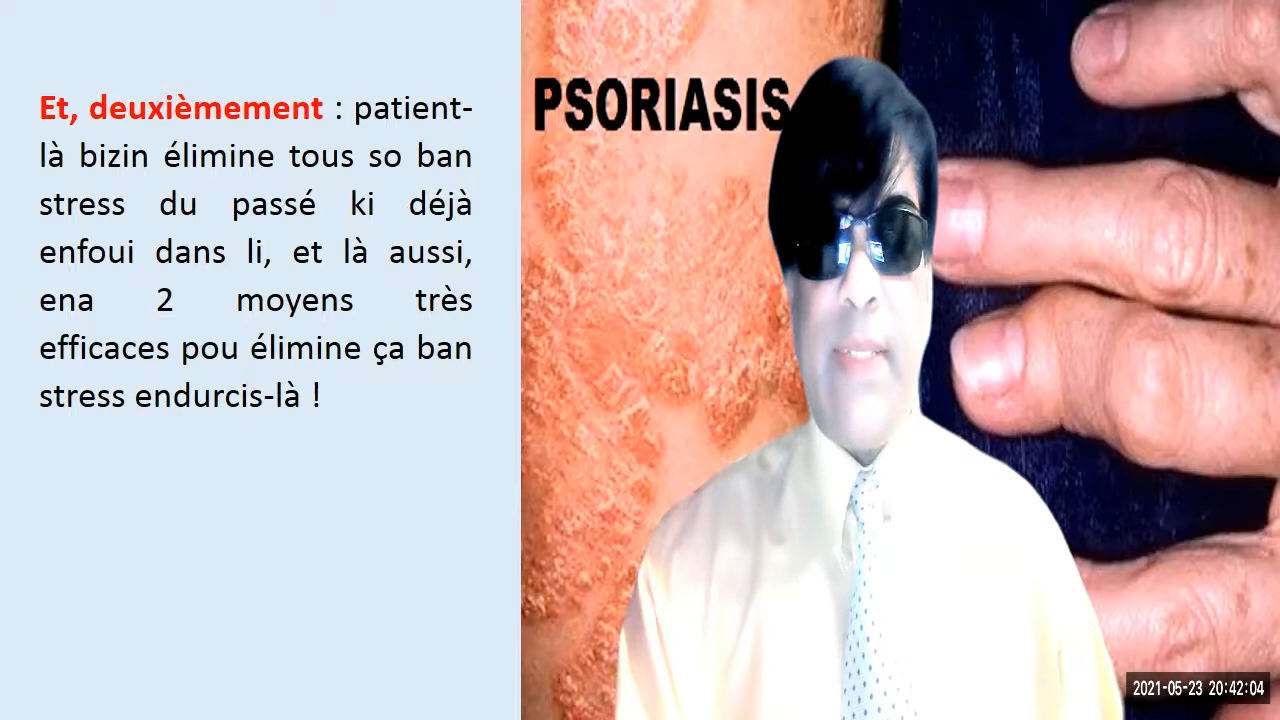 Et, deuxièmement : patient-
là bizin élimine tous so ban
stress du passé ki déjà
enfoui dans li, et là aussi,
ena 2 moyens très
efficaces pou élimine ça ban
stress endurcis-là !
PSORIASIS
2021-05-23 20:42:04